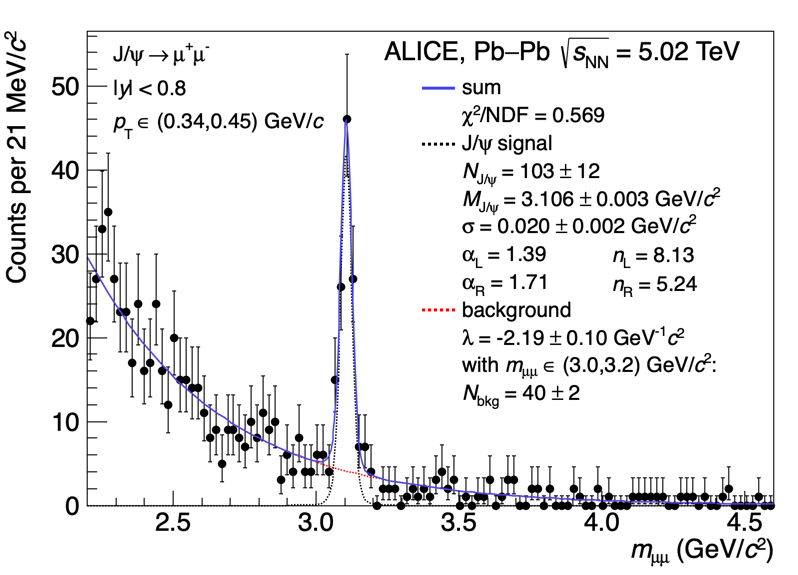 Counts per 21 MeV/c²
50
40
30
20
10
0
J/ψ → μ⁺μ⁻
|y| < 0.8
p_T ∈ (0.34,0.45) GeV/c
ALICE, Pb–Pb √s_NN = 5.02 TeV
sum
χ²/NDF = 0.569
J/ψ signal
N_J/ψ = 103 ± 12
M_J/ψ = 3.106 ± 0.003 GeV/c²
σ = 0.020 ± 0.002 GeV/c²
α_L = 1.39 n_L = 8.13
α_R = 1.71 n_R = 5.24
background
λ = -2.19 ± 0.10 GeV⁻¹c²
with m_μμ ∈ (3.0,3.2) GeV/c²:
N_bkg = 40 ± 2
2.5 3.0 3.5 4.0 4.5
m_μμ (GeV/c²)